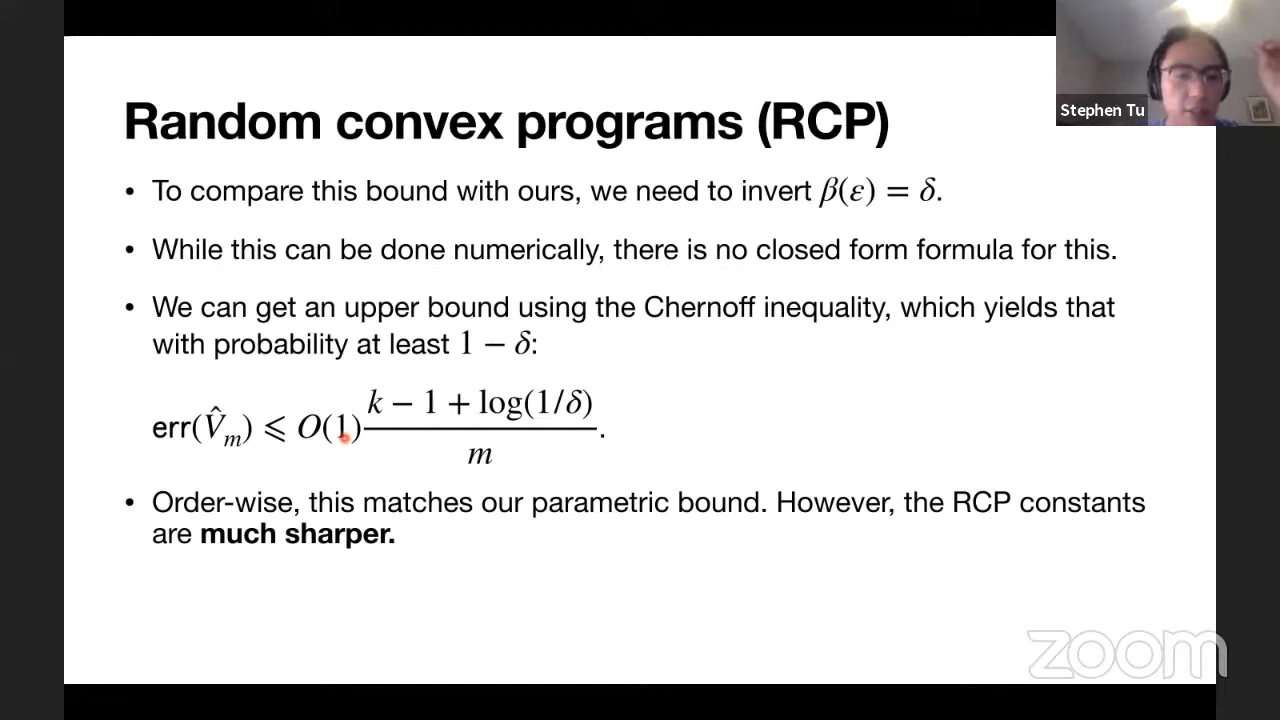 Stephen Tu
Random convex programs (RCP)
• To compare this bound with ours, we need to invert β(ε) = δ.
• While this can be done numerically, there is no closed form formula for this.
• We can get an upper bound using the Chernoff inequality, which yields that
with probability at least 1 − δ:
err(V̂_m) ⩽ O(1) (k − 1 + log(1/δ)) / m.
• Order-wise, this matches our parametric bound. However, the RCP constants
are much sharper.
zoom